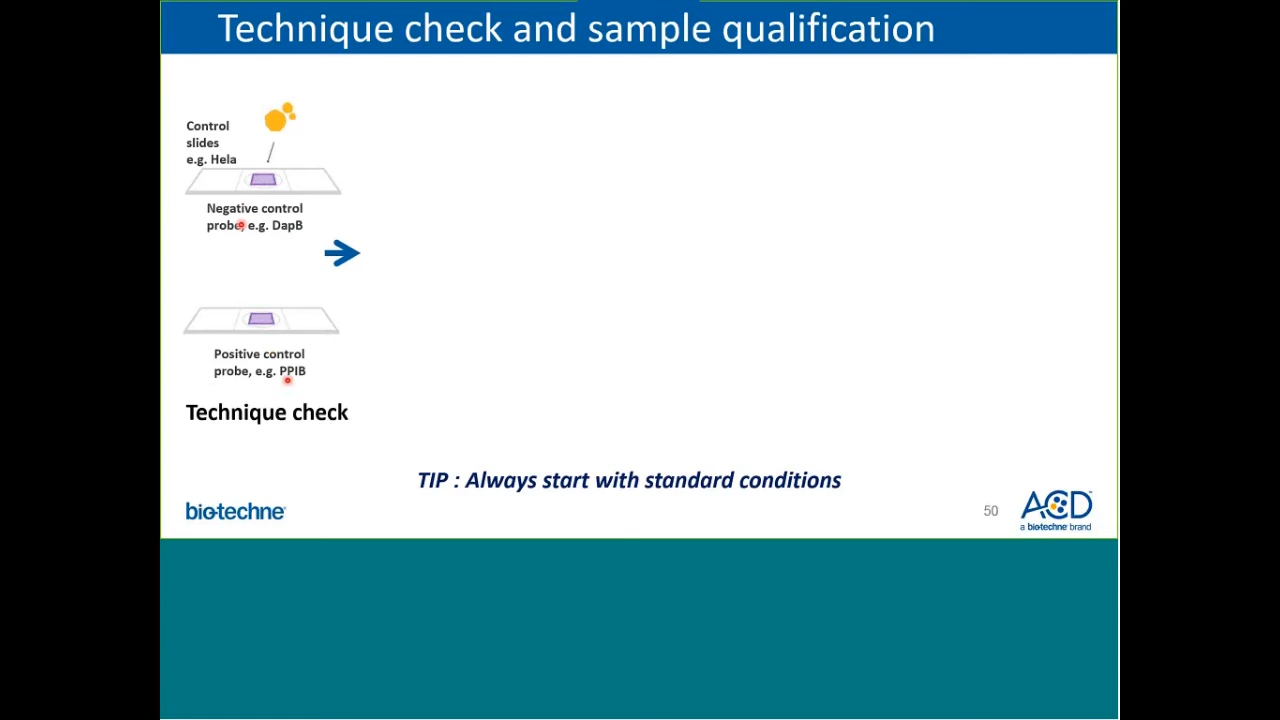 Technique check and sample qualification
Control
slides
e.g. Hela
Negative control
probe, e.g. DapB
Positive control
probe, e.g. PPIB
Technique check
TIP : Always start with standard conditions
bio-techne
50
ACD
a biotechne brand